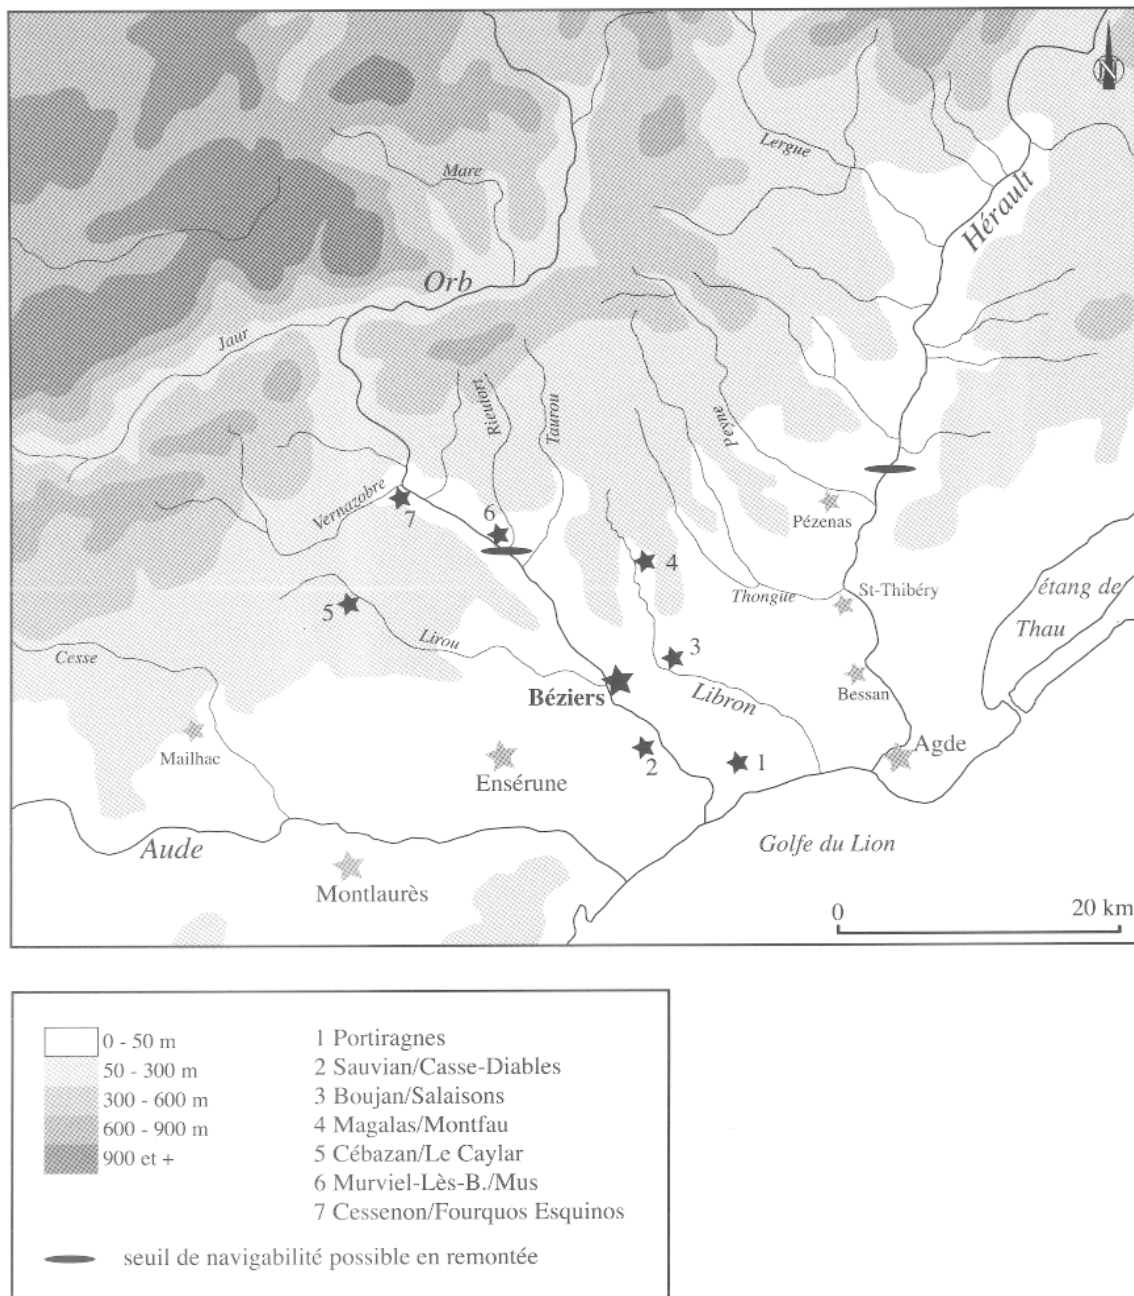 N
Lergue
Mare
Hérault
Orb
Jaur
Rieutort
Taurou
Peyne
Vernazobre
7
6
Pézenas
4
étang de
Thau
Thongue
St-Thibéry
5
Lirou
Cesse
3
Béziers
Libron
Bessan
Mailhac
Ensérune
2
1
Agde
Aude
Golfe du Lion
Montlaurès
0
20 km
0 - 50 m
50 - 300 m
300 - 600 m
600 - 900 m
900 et +
1 Portiragnes
2 Sauvian/Casse-Diables
3 Boujan/Salaisons
4 Magalas/Montfau
5 Cébazan/Le Caylar
6 Murviel-Lès-B./Mus
7 Cessenon/Fourquos Esquinos
seuil de navigabilité possible en remontée